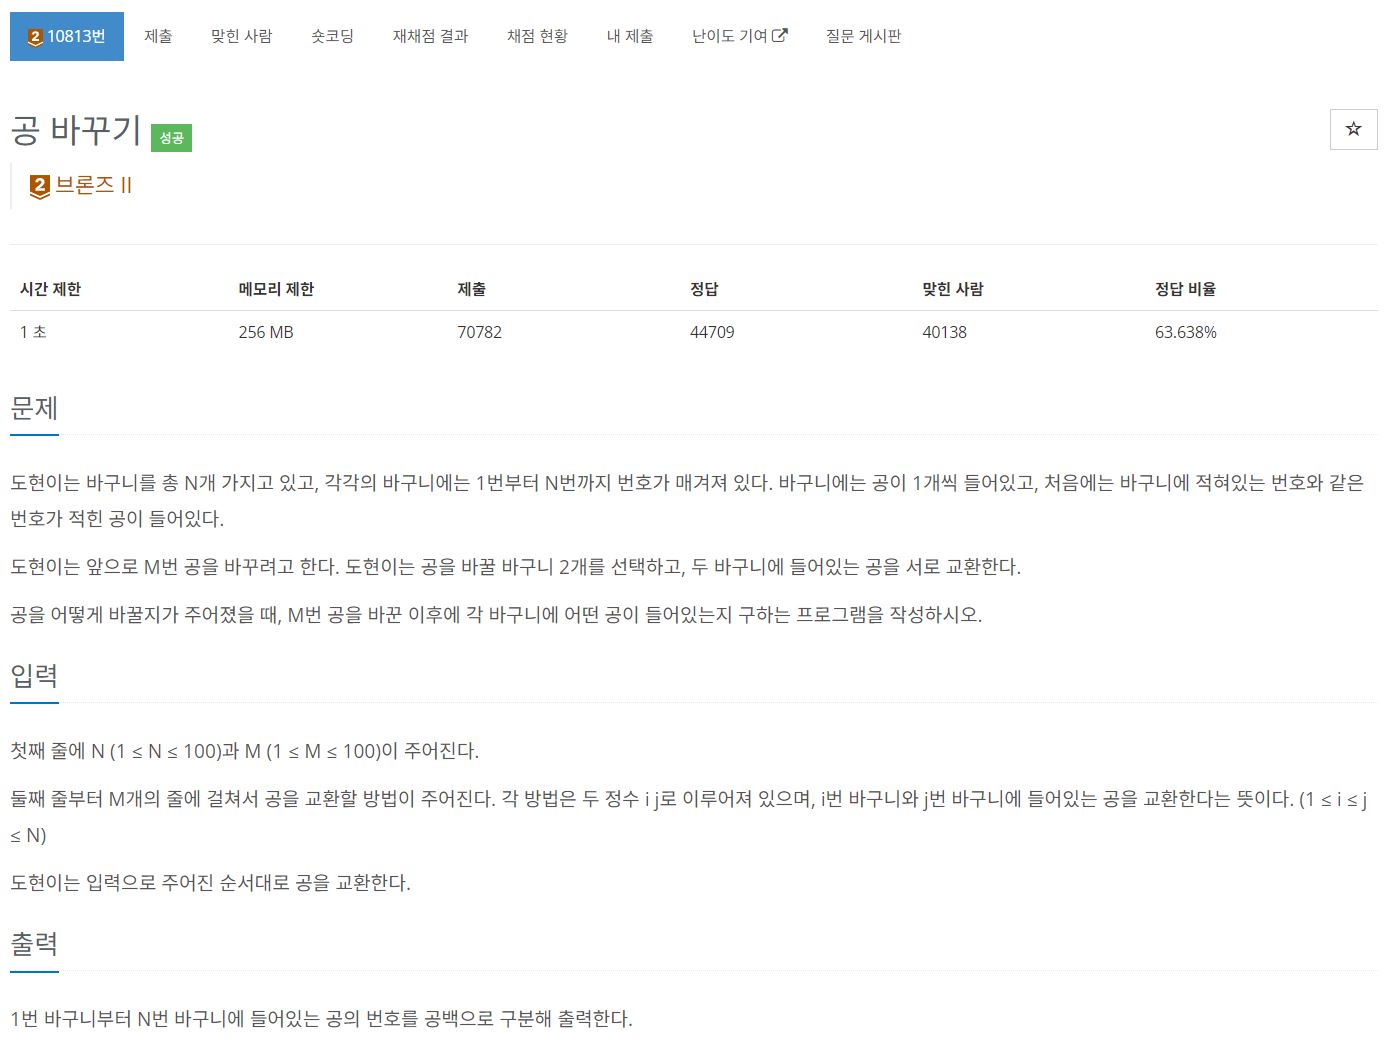 2 10813번 제출 맞힌 사람 숏코딩 재채점 결과 채점 현황 내 제출 난이도 기여 질문 게시판
공 바꾸기 성공
2 브론즈 II
시간 제한 메모리 제한 제출 정답 맞힌 사람 정답 비율
1 초 256 MB 70782 44709 40138 63.638%
문제
도현이는 바구니를 총 N개 가지고 있고, 각각의 바구니에는 1번부터 N번까지 번호가 매겨져 있다. 바구니에는 공이 1개씩 들어있고, 처음에는 바구니에 적혀있는 번호와 같은
번호가 적힌 공이 들어있다.
도현이는 앞으로 M번 공을 바꾸려고 한다. 도현이는 공을 바꿀 바구니 2개를 선택하고, 두 바구니에 들어있는 공을 서로 교환한다.
공을 어떻게 바꿀지가 주어졌을 때, M번 공을 바꾼 이후에 각 바구니에 어떤 공이 들어있는지 구하는 프로그램을 작성하시오.
입력
첫째 줄에 N (1 ≤ N ≤ 100)과 M (1 ≤ M ≤ 100)이 주어진다.
둘째 줄부터 M개의 줄에 걸쳐서 공을 교환할 방법이 주어진다. 각 방법은 두 정수 i j로 이루어져 있으며, i번 바구니와 j번 바구니에 들어있는 공을 교환한다는 뜻이다. (1 ≤ i ≤ j
≤ N)
도현이는 입력으로 주어진 순서대로 공을 교환한다.
출력
1번 바구니부터 N번 바구니에 들어있는 공의 번호를 공백으로 구분해 출력한다.